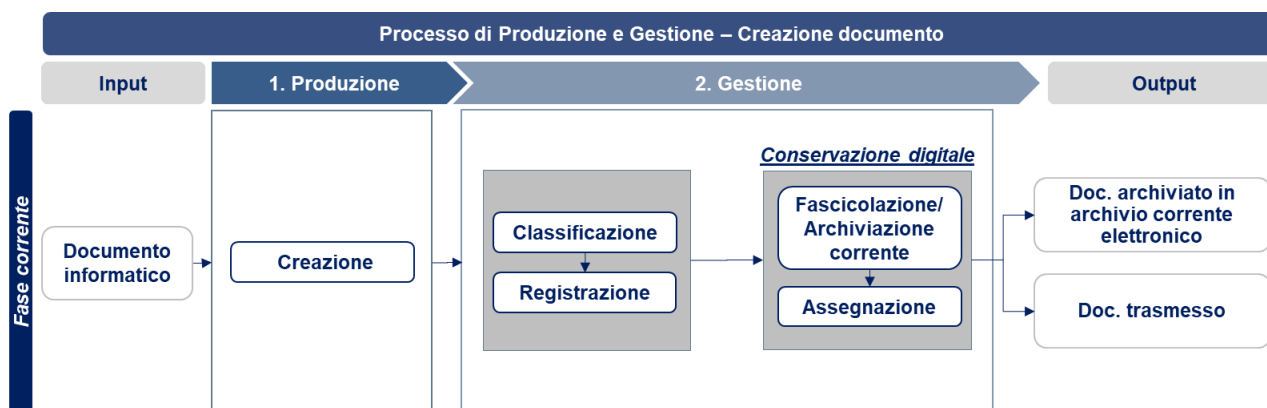 Processo di Produzione e Gestione – Creazione documento
Input
1. Produzione
2. Gestione
Output
Fase corrente
Documento
informatico
Creazione
Classificazione
Registrazione
Conservazione digitale
Fascicolazione/
Archiviazione
corrente
Assegnazione
Doc. archiviato in
archivio corrente
elettronico
Doc. trasmesso